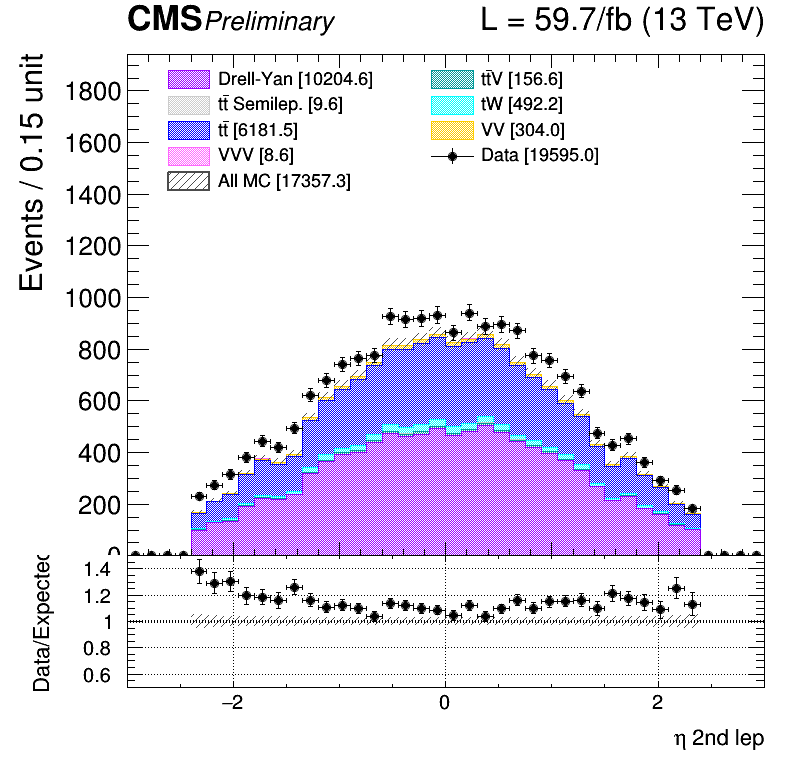 CMS Preliminary L = 59.7/fb (13 TeV)
Events / 0.15 unit
Drell-Yan [10204.6]
tt̄ Semilep. [9.6]
tt̄ [6181.5]
VVV [8.6]
All MC [17357.3]
tt̄V [156.6]
tW [492.2]
VV [304.0]
Data [19595.0]
1800
1600
1400
1200
1000
800
600
400
200
0
Data/Expected
1.4
1.2
1
0.8
0.6
−2 0 2
η 2nd lep